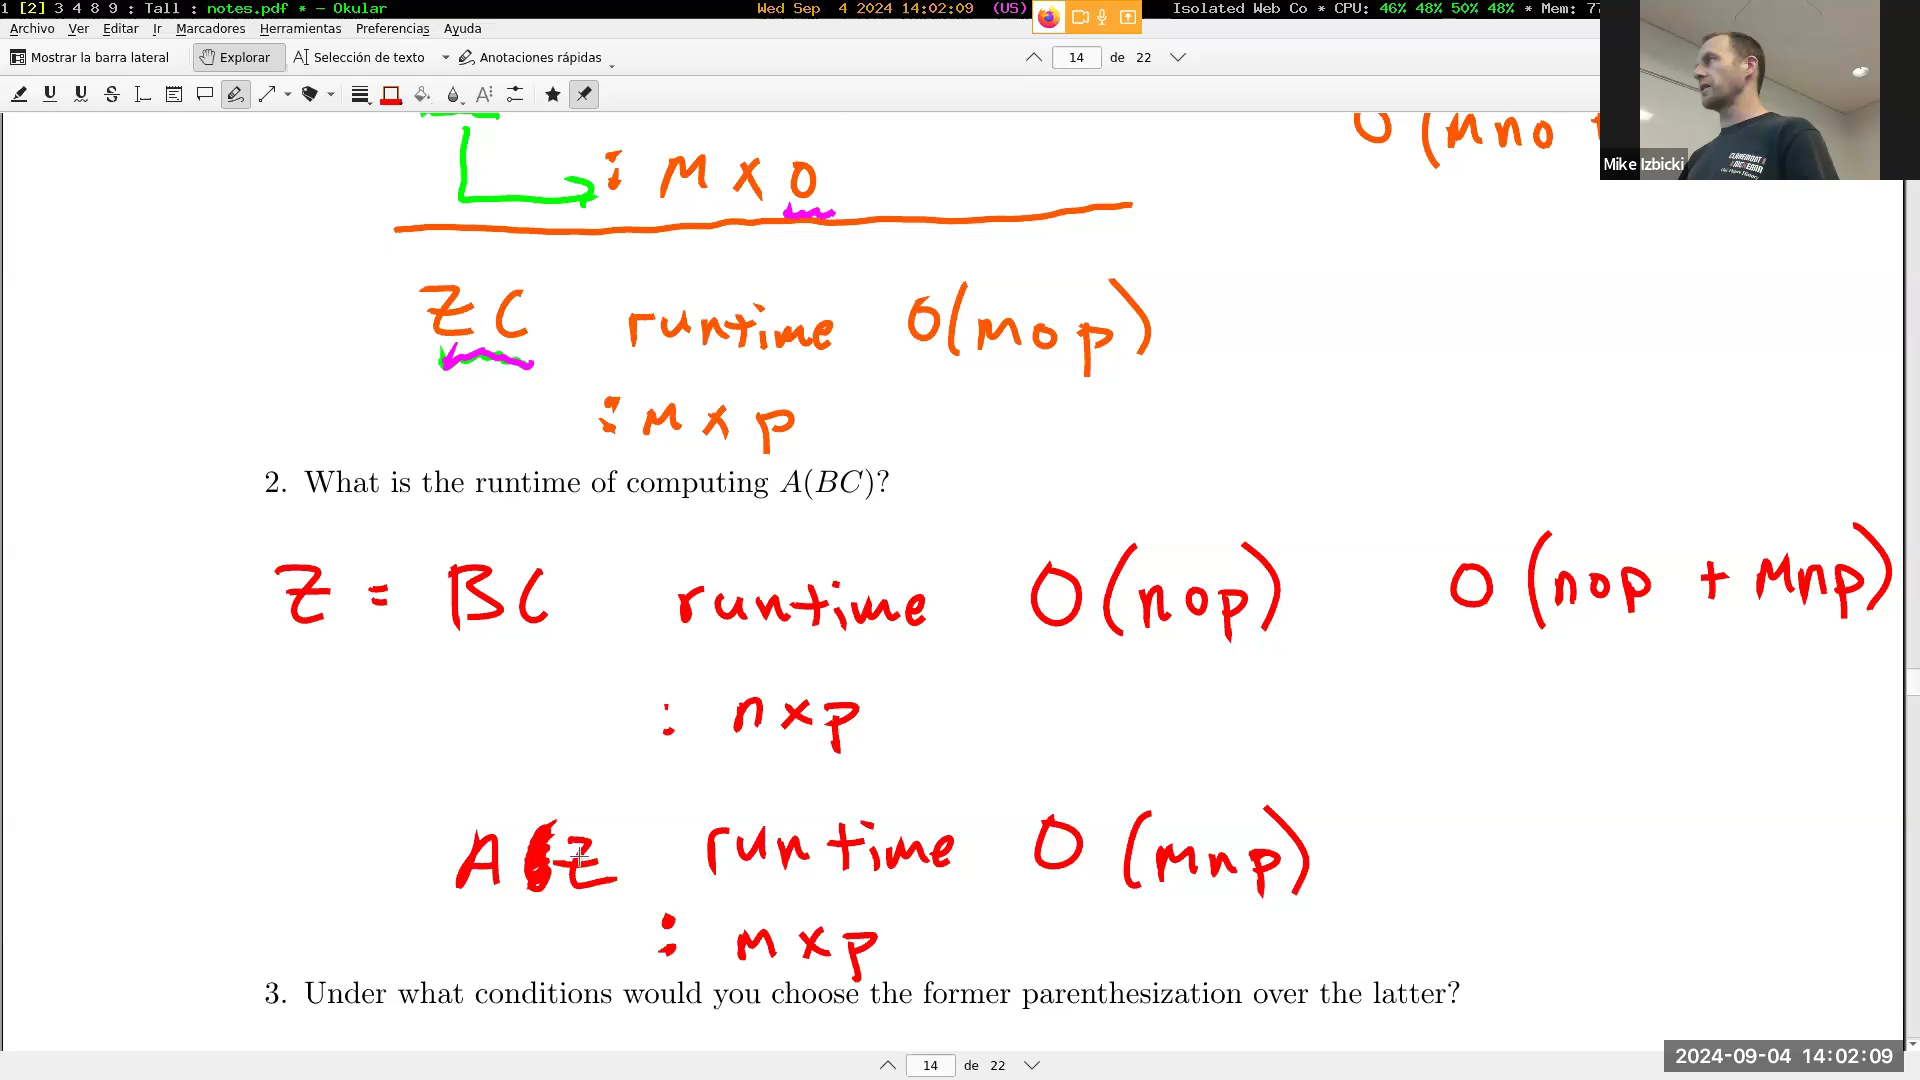 1 [2] 3 4 8 9 : Tall : notes.pdf * - Okular Wed Sep 4 2024 14:02:09 (US) Isolated Web Co * CPU: 46% 48% 50% 48% * Mem: 77
Archivo Ver Editar Ir Marcadores Herramientas Preferencias Ayuda
Mostrar la barra lateral Explorar Selección de texto Anotaciones rápidas 14 de 22
O (mno +
: m x o
Mike Izbicki
ZC runtime O(mop)
: m x p
2. What is the runtime of computing A(BC)?
Z = BC runtime O(nop) O(nop + mnp)
: n x p
A Z runtime O(mnp)
: m x p
3. Under what conditions would you choose the former parenthesization over the latter?
14 de 22
2024-09-04 14:02:09